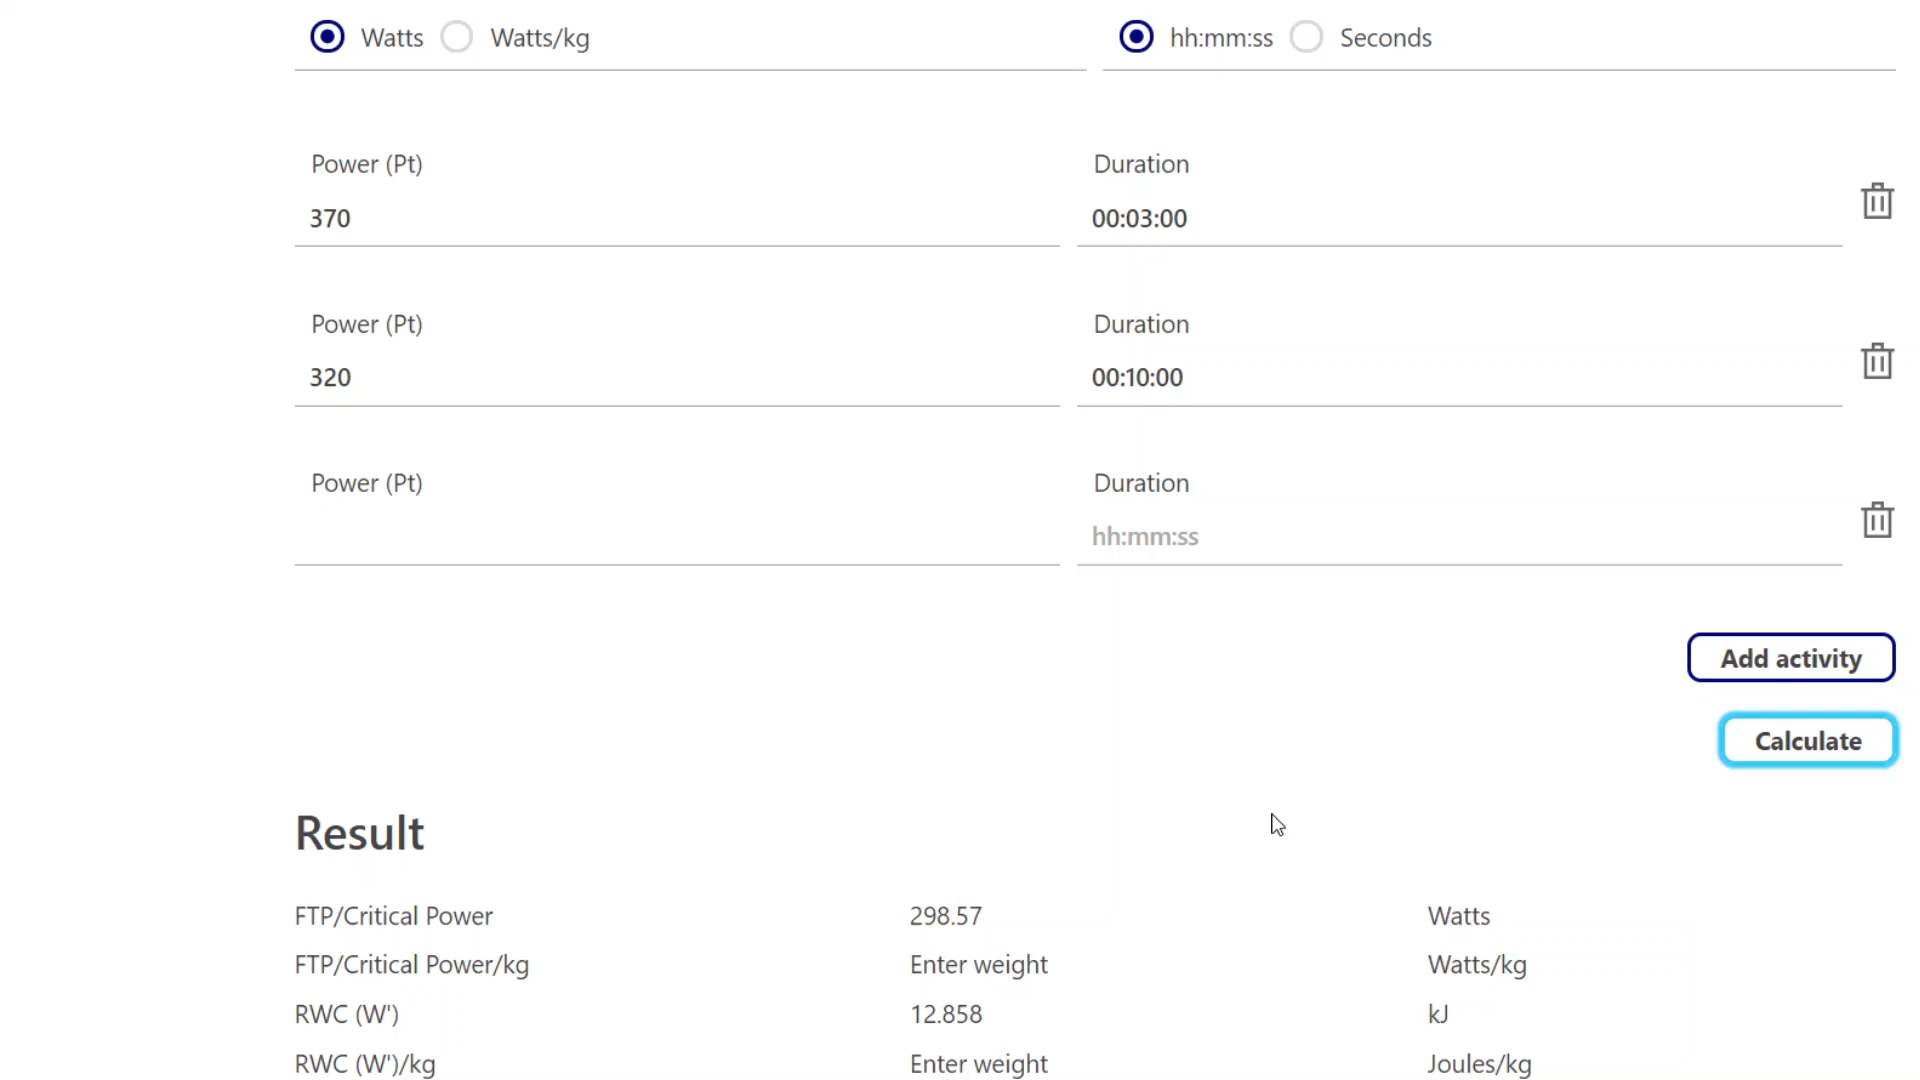 Watts Watts/kg hh:mm:ss Seconds
Power (Pt) Duration
370 00:03:00
Power (Pt) Duration
320 00:10:00
Power (Pt) Duration
hh:mm:ss
Add activity
Calculate
Result
FTP/Critical Power 298.57 Watts
FTP/Critical Power/kg Enter weight Watts/kg
RWC (W') 12.858 kJ
RWC (W')/kg Enter weight Joules/kg